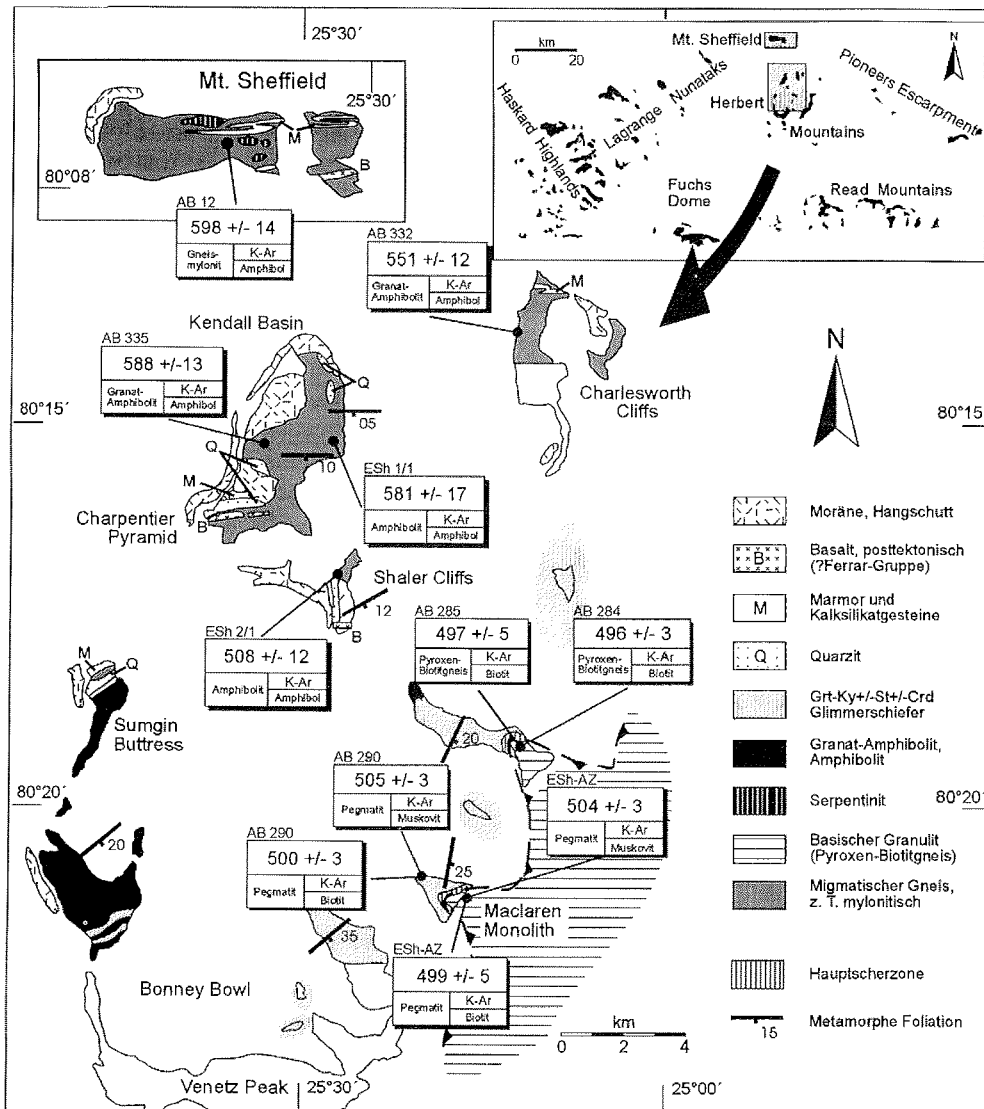 25°30´
25°00´
Mt. Sheffield
25°30´
80°08´
M
B
AB 12
598 +/- 14
Gneis-
mylonit
K-Ar
Amphibol
km
0 20
Mt. Sheffield
N
Haskard
Highlands
Lagrange Nunataks
Herbert
Mountains
Pioneers Escarpment
Fuchs
Dome
Read Mountains
AB 332
551 +/- 12
Granat-
Amphibolit
K-Ar
Amphibol
M
Charlesworth
Cliffs
N
Kendall Basin
AB 335
588 +/-13
Granat-
Amphibolit
K-Ar
Amphibol
Q
05
80°15´
80°15´
10
Q
M
B
Charpentier
Pyramid
ESh 1/1
581 +/- 17
Amphibolit
K-Ar
Amphibol
Shaler Cliffs
12
B
ESh 2/1
508 +/- 12
Amphibolit
K-Ar
Amphibol
AB 285
497 +/- 5
Pyroxen-
Biotitgneis
K-Ar
Biotit
AB 284
496 +/- 3
Pyroxen-
Biotitgneis
K-Ar
Biotit
M
Q
Sumgin
Buttress
20
AB 290
505 +/- 3
Pegmatit
K-Ar
Muskovit
ESh-AZ
504 +/- 3
Pegmatit
K-Ar
Muskovit
80°20´
80°20´
20
AB 290
500 +/- 3
Pegmatit
K-Ar
Biotit
25
Maclaren
Monolith
35
ESh-AZ
499 +/- 5
Pegmatit
K-Ar
Biotit
Bonney Bowl
Venetz Peak
25°30´
25°00´
km
0 2 4
Moräne, Hangschutt
B
Basalt, posttektonisch
(?Ferrar-Gruppe)
M
Marmor und
Kalksilikatgesteine
Q
Quarzit
Grt-Ky+/-St+/-Crd
Glimmerschiefer
Granat-Amphibolit,
Amphibolit
Serpentinit
Basischer Granulit
(Pyroxen-Biotitgneis)
Migmatischer Gneis,
z. T. mylonitisch
Hauptscherzone
15
Metamorphe Foliation